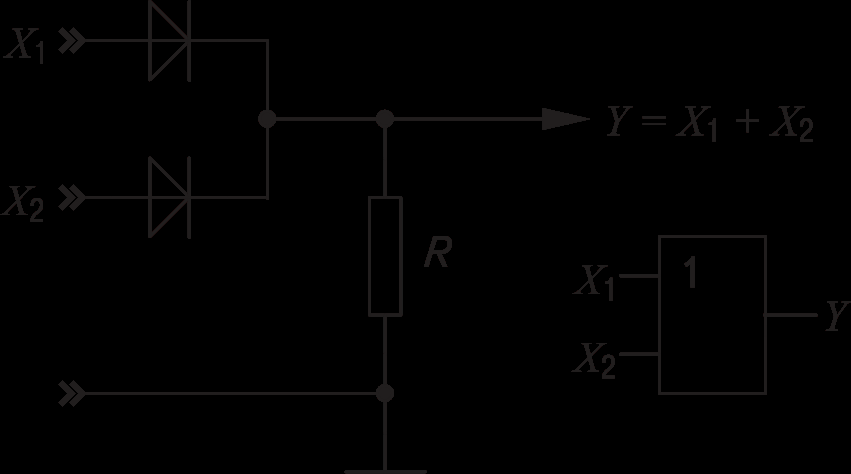 X₁
Y = X₁ + X₂
X₂
R
X₁
1
Y
X₂